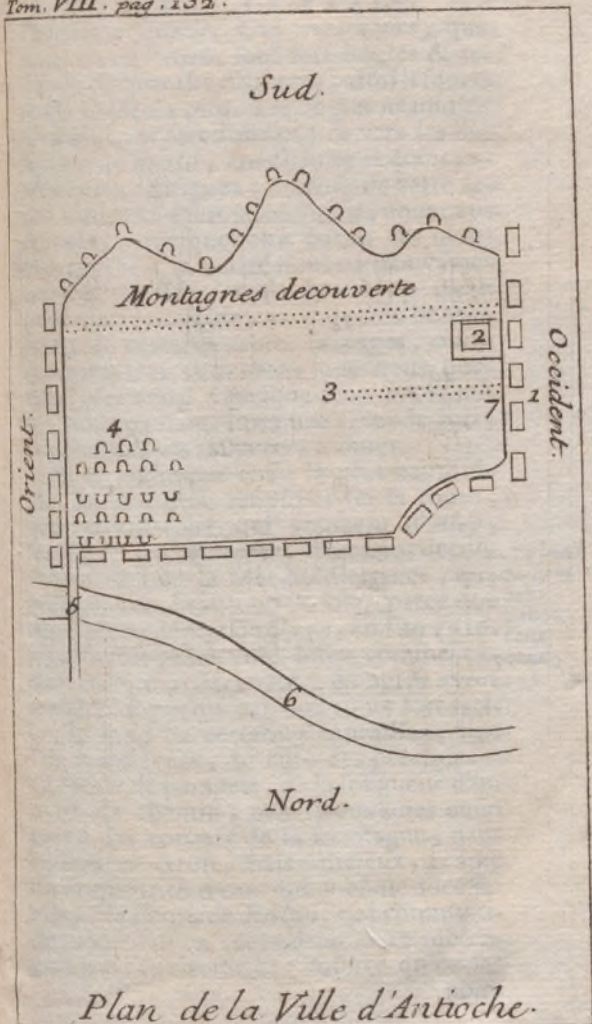 Tom. VIII. pag. 132.
Sud.
Montagnes decouverte
2
Occident.
3
1
7
4
Orient.
5
6
Nord.
Plan de la Ville d'Antioche.